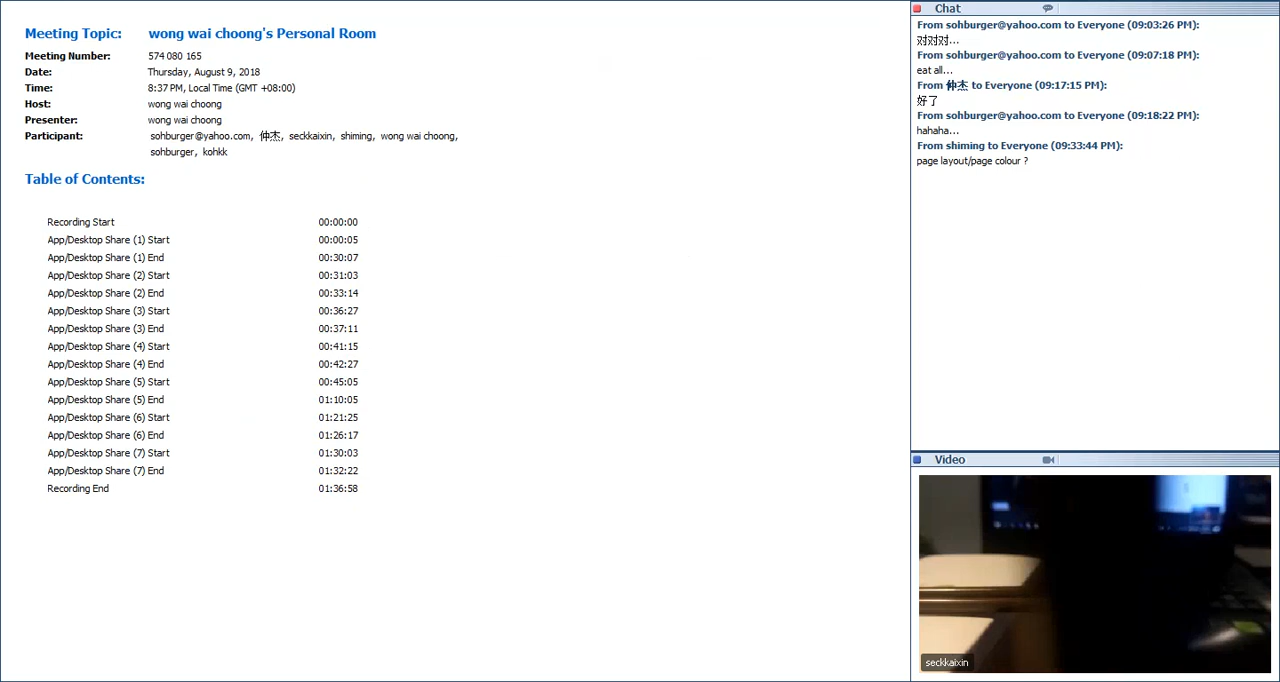 Meeting Topic: wong wai choong's Personal Room
Meeting Number: 574 080 165
Date: Thursday, August 9, 2018
Time: 8:37 PM, Local Time (GMT +08:00)
Host: wong wai choong
Presenter: wong wai choong
Participant: sohburger@yahoo.com, 仲杰, seckkaixin, shiming, wong wai choong,
sohburger, kohkk
Table of Contents:
Recording Start 00:00:00
App/Desktop Share (1) Start 00:00:05
App/Desktop Share (1) End 00:30:07
App/Desktop Share (2) Start 00:31:03
App/Desktop Share (2) End 00:33:14
App/Desktop Share (3) Start 00:36:27
App/Desktop Share (3) End 00:37:11
App/Desktop Share (4) Start 00:41:15
App/Desktop Share (4) End 00:42:27
App/Desktop Share (5) Start 00:45:05
App/Desktop Share (5) End 01:10:05
App/Desktop Share (6) Start 01:21:25
App/Desktop Share (6) End 01:26:17
App/Desktop Share (7) Start 01:30:03
App/Desktop Share (7) End 01:32:22
Recording End 01:36:58
Chat
From sohburger@yahoo.com to Everyone (09:03:26 PM):
对对对...
From sohburger@yahoo.com to Everyone (09:07:18 PM):
eat all...
From 仲杰 to Everyone (09:17:15 PM):
好了
From sohburger@yahoo.com to Everyone (09:18:22 PM):
hahaha...
From shiming to Everyone (09:33:44 PM):
page layout/page colour ?
Video
seckkaixin